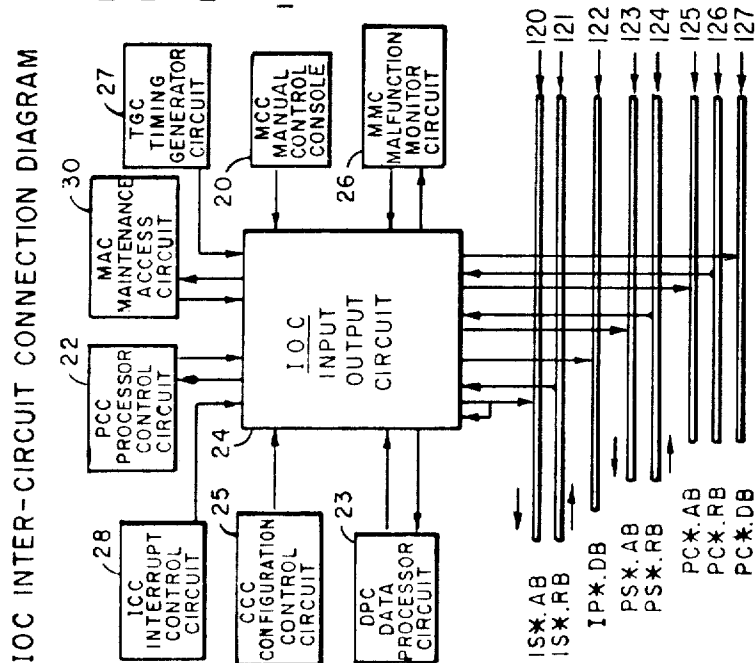 IOC INTER-CIRCUIT CONNECTION DIAGRAM
28
ICC
INTERRUPT
CONTROL
CIRCUIT
22
PCC
PROCESSOR
CONTROL
CIRCUIT
30
MAC
MAINTENANCE
ACCESS
CIRCUIT
27
TGC
TIMING
GENERATOR
CIRCUIT
25
CCC
CONFIGURATION
CONTROL
CIRCUIT
24
I.O.C
INPUT
OUTPUT
CIRCUIT
20
MCC
MANUAL
CONTROL
CONSOLE
23
DPC
DATA
PROCESSOR
CIRCUIT
26
MMC
MALFUNCTION
MONITOR
CIRCUIT
IS*.AB 120
IS*.RB 121
IP*.DB 122
PS*.AB 123
PS*.RB 124
PC*.AB 125
PC*.RB 126
PC*.DB 127